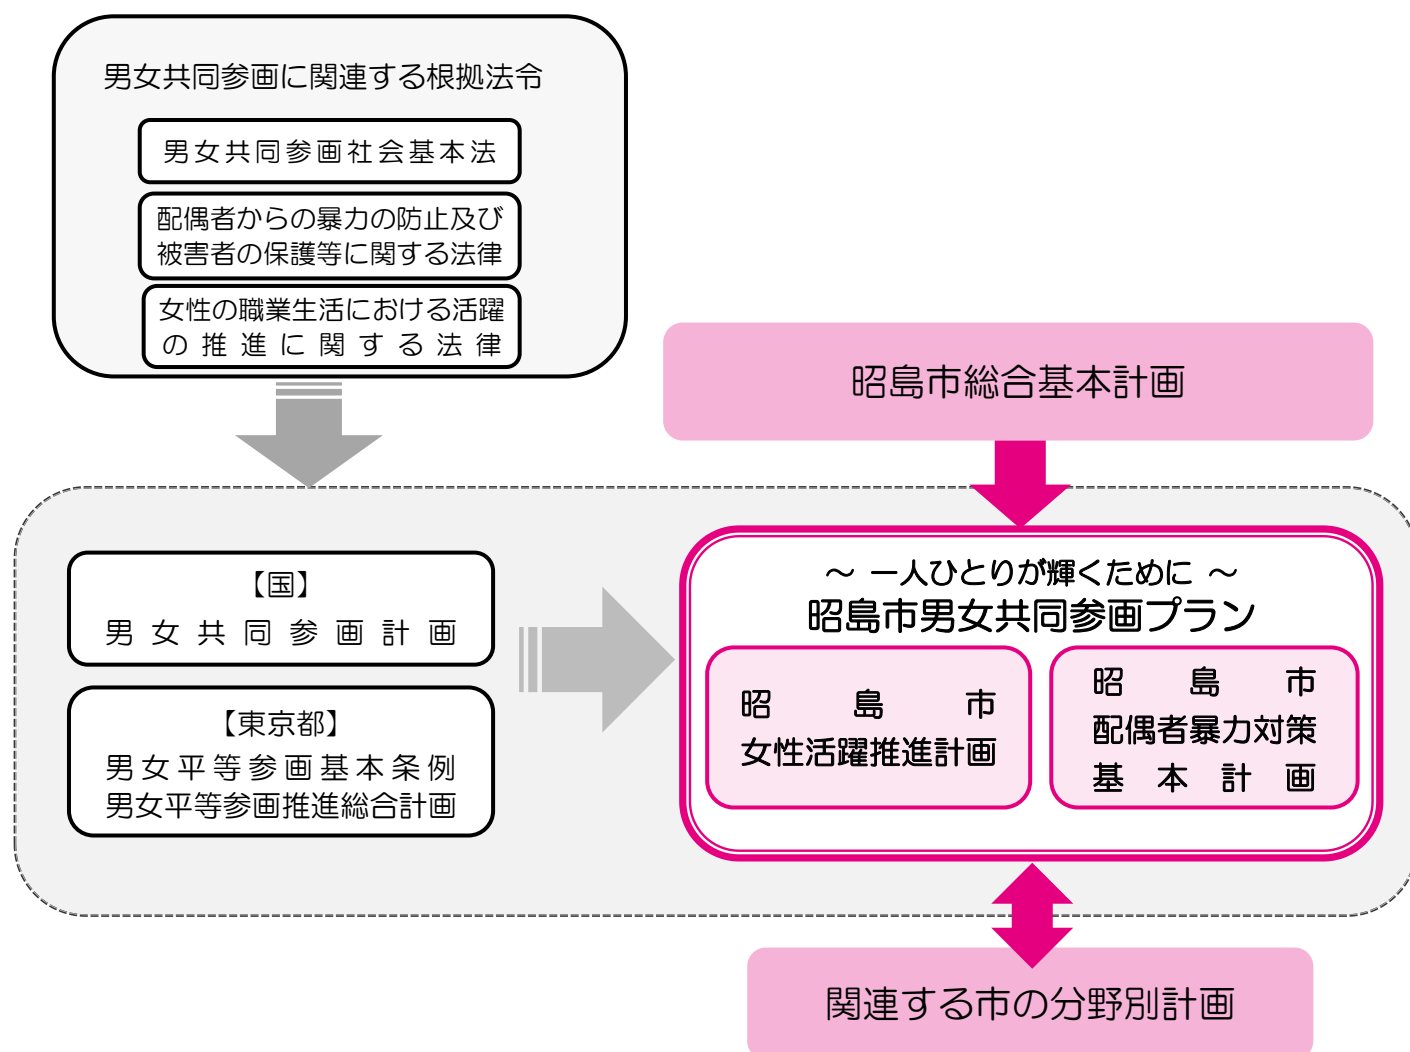 男女共同参画に関連する根拠法令
男女共同参画社会基本法
配偶者からの暴力の防止及び
被害者の保護等に関する法律
女性の職業生活における活躍
の推進に関する法律
昭島市総合基本計画
【国】
男女共同参画計画
【東京都】
男女平等参画基本条例
男女平等参画推進総合計画
～ 一人ひとりが輝くために ～
昭島市男女共同参画プラン
昭島市
女性活躍推進計画
昭島市
配偶者暴力対策
基本計画
関連する市の分野別計画